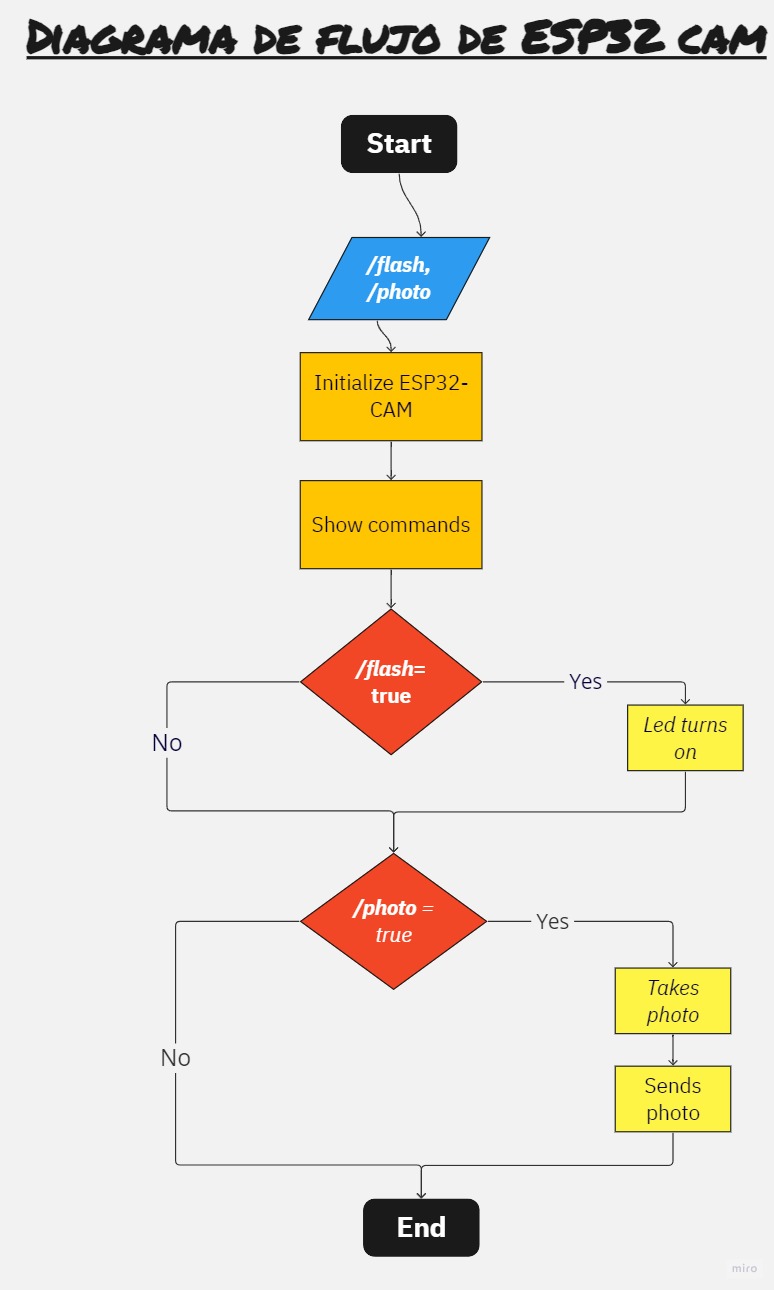 DIAGRAMA DE FLUJO DE ESP32 CAM
Start
/flash,
/photo
Initialize ESP32-
CAM
Show commands
/flash=
true
Yes
Led turns
on
No
/photo =
true
Yes
Takes
photo
No
Sends
photo
End
miro